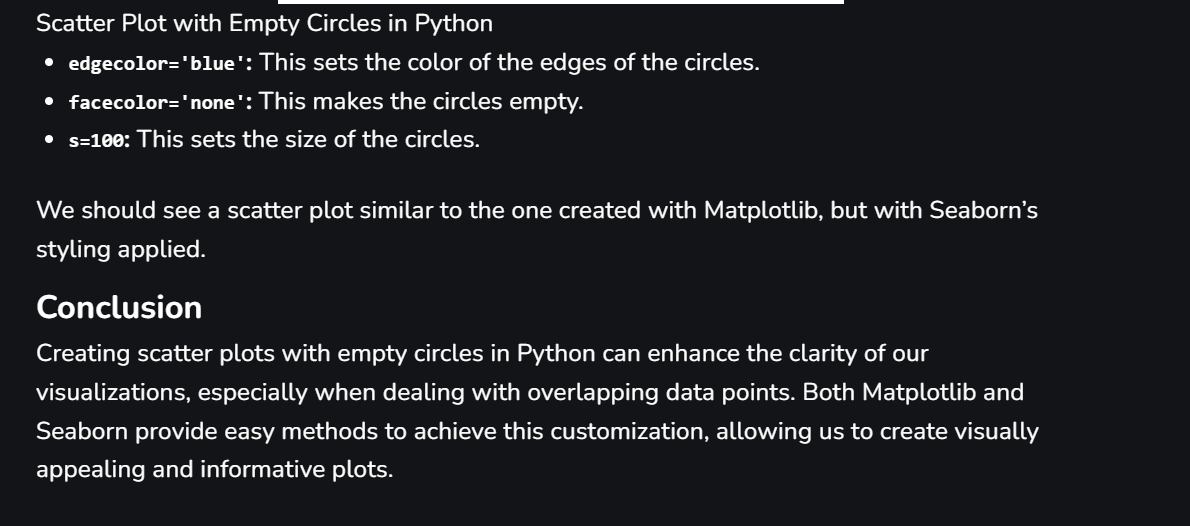 Scatter Plot with Empty Circles in Python
• edgecolor='blue': This sets the color of the edges of the circles.
• facecolor='none': This makes the circles empty.
• s=100: This sets the size of the circles.
We should see a scatter plot similar to the one created with Matplotlib, but with Seaborn’s
styling applied.
Conclusion
Creating scatter plots with empty circles in Python can enhance the clarity of our
visualizations, especially when dealing with overlapping data points. Both Matplotlib and
Seaborn provide easy methods to achieve this customization, allowing us to create visually
appealing and informative plots.